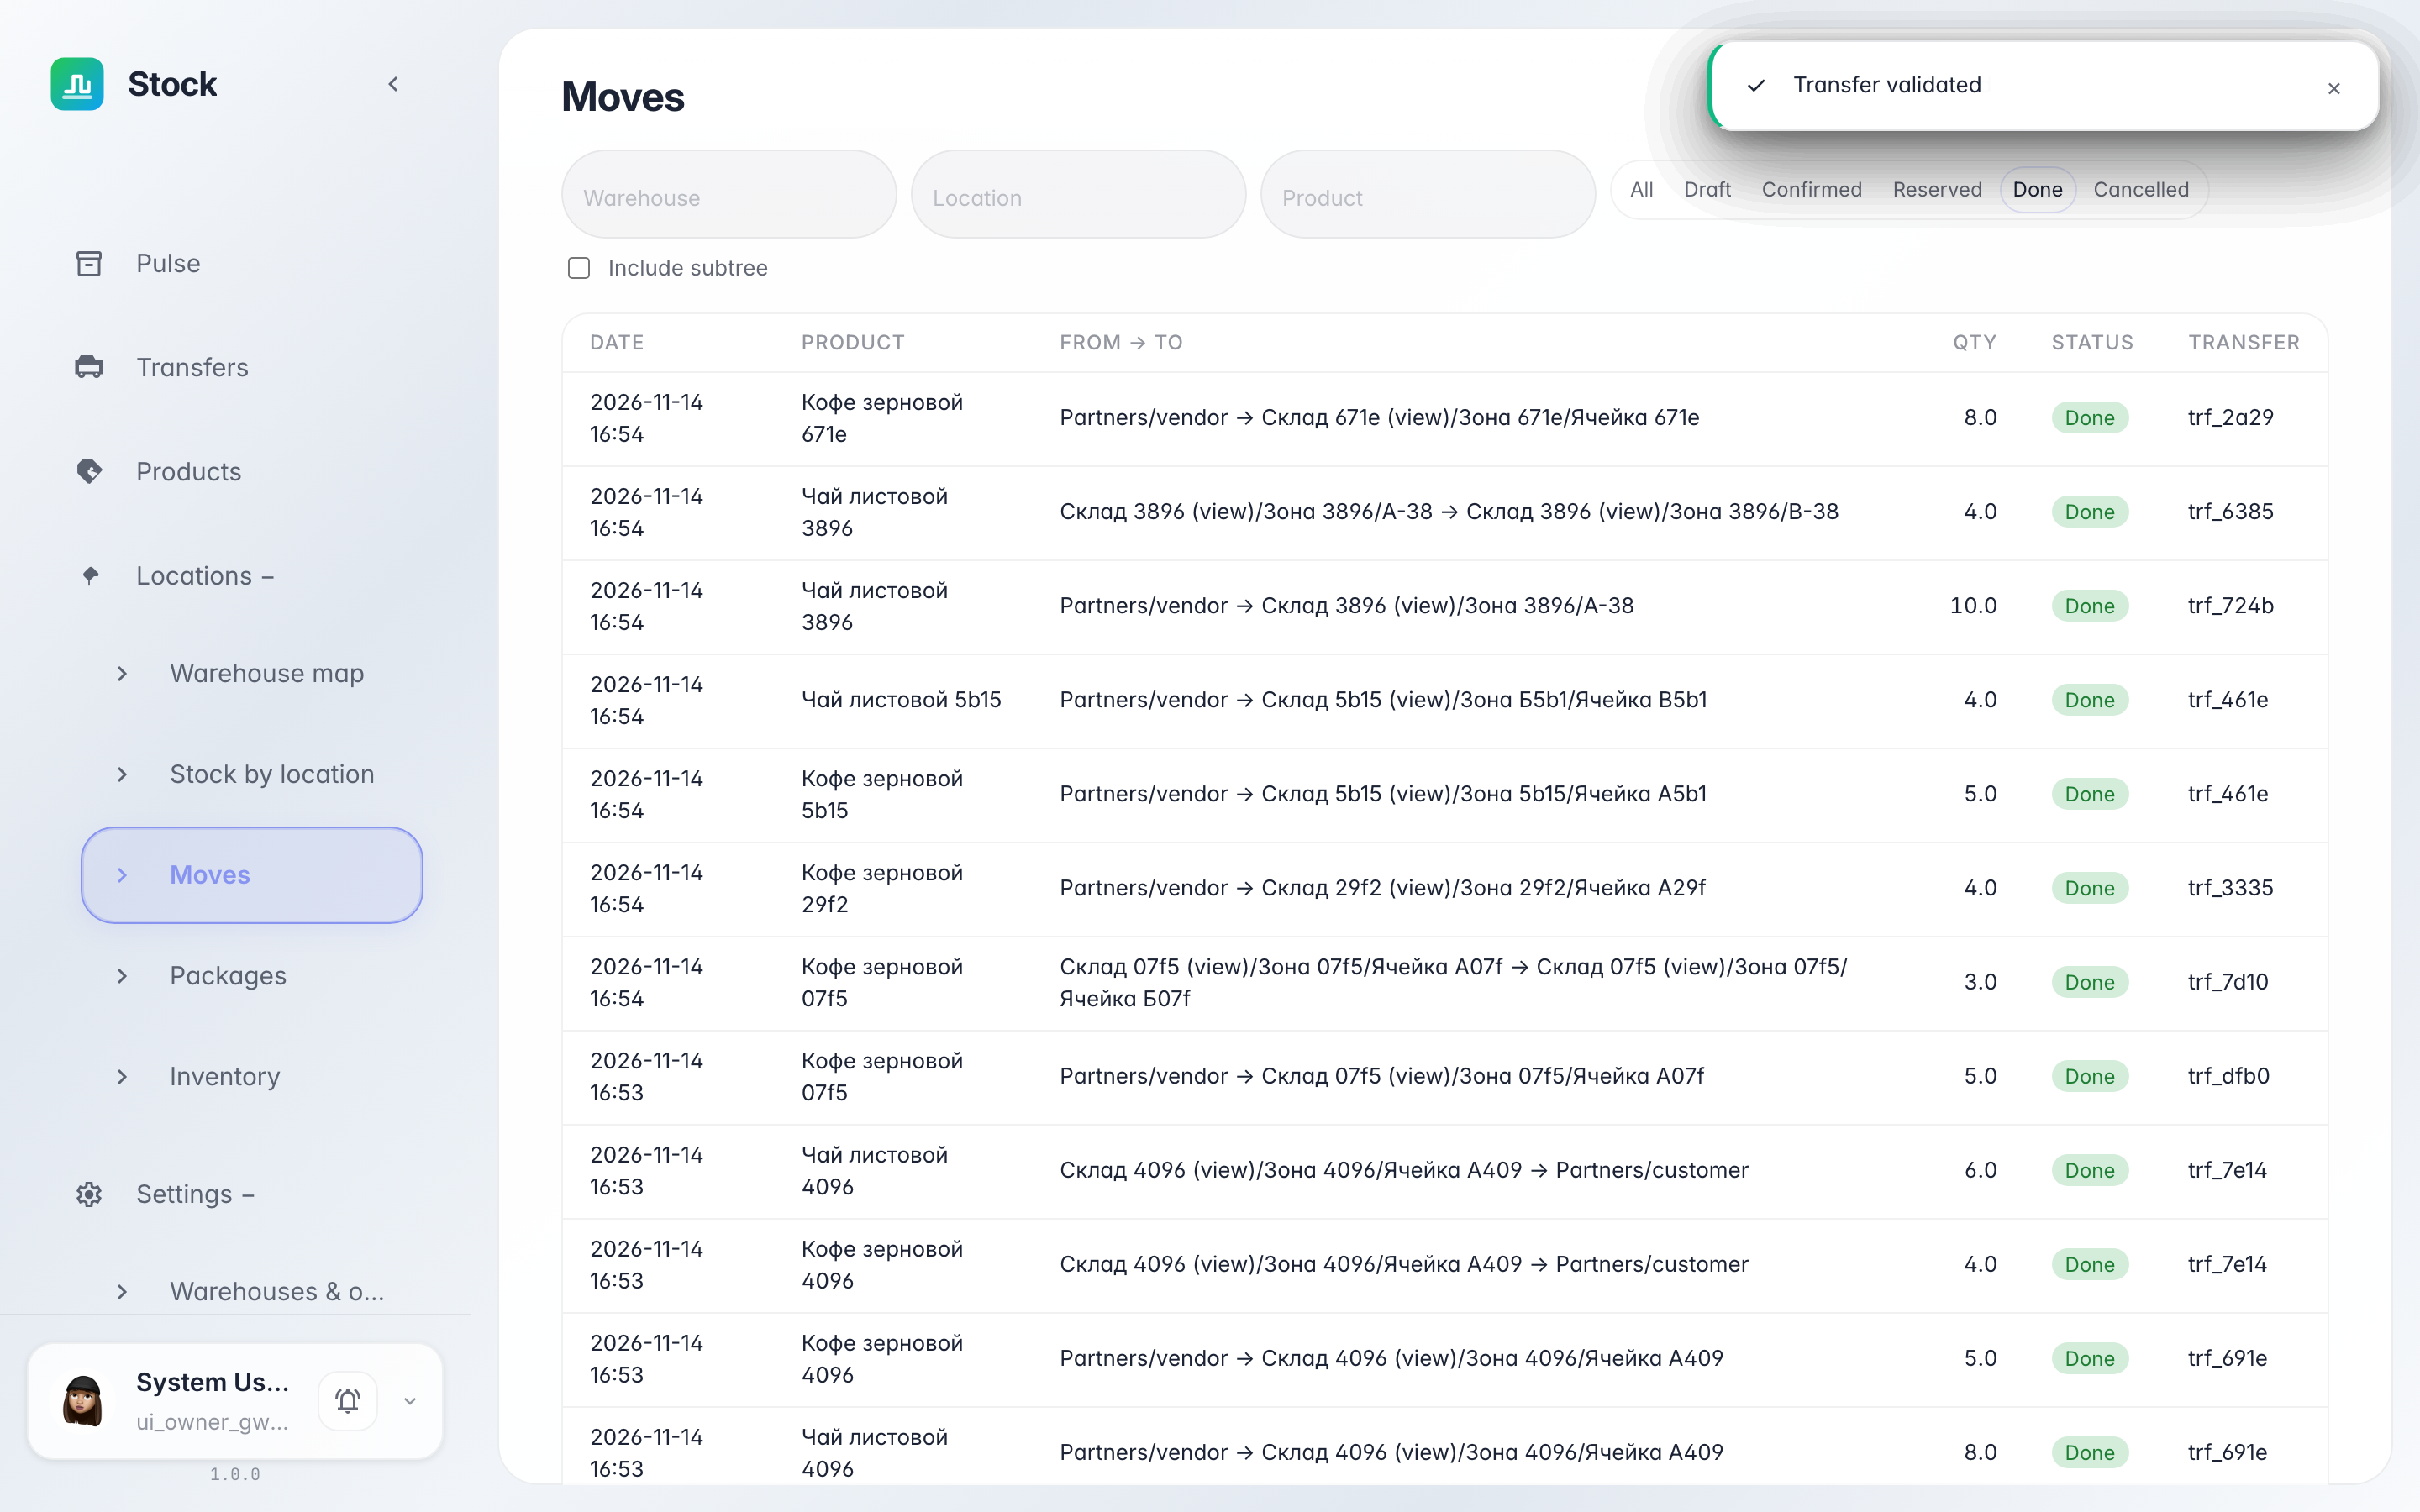 Stock
Pulse
Transfers
Products
Locations –
Warehouse map
Stock by location
Moves
Packages
Inventory
Settings –
Warehouses & o...
System Us...
ui_owner_gw...
1.0.0
Moves
Transfer validated
Warehouse
Location
Product
All Draft Confirmed Reserved Done Cancelled
Include subtree
DATE PRODUCT FROM → TO QTY STATUS TRANSFER
2026-11-14 16:54 Кофе зерновой 671e Partners/vendor → Склад 671e (view)/Зона 671e/Ячейка 671e 8.0 Done trf_2a29
2026-11-14 16:54 Чай листовой 3896 Склад 3896 (view)/Зона 3896/A-38 → Склад 3896 (view)/Зона 3896/B-38 4.0 Done trf_6385
2026-11-14 16:54 Чай листовой 3896 Partners/vendor → Склад 3896 (view)/Зона 3896/A-38 10.0 Done trf_724b
2026-11-14 16:54 Чай листовой 5b15 Partners/vendor → Склад 5b15 (view)/Зона Б5b1/Ячейка B5b1 4.0 Done trf_461e
2026-11-14 16:54 Кофе зерновой 5b15 Partners/vendor → Склад 5b15 (view)/Зона 5b15/Ячейка A5b1 5.0 Done trf_461e
2026-11-14 16:54 Кофе зерновой 29f2 Partners/vendor → Склад 29f2 (view)/Зона 29f2/Ячейка A29f 4.0 Done trf_3335
2026-11-14 16:54 Кофе зерновой 07f5 Склад 07f5 (view)/Зона 07f5/Ячейка A07f → Склад 07f5 (view)/Зона 07f5/Ячейка Б07f 3.0 Done trf_7d10
2026-11-14 16:53 Кофе зерновой 07f5 Partners/vendor → Склад 07f5 (view)/Зона 07f5/Ячейка A07f 5.0 Done trf_dfb0
2026-11-14 16:53 Чай листовой 4096 Склад 4096 (view)/Зона 4096/Ячейка A409 → Partners/customer 6.0 Done trf_7e14
2026-11-14 16:53 Кофе зерновой 4096 Склад 4096 (view)/Зона 4096/Ячейка A409 → Partners/customer 4.0 Done trf_7e14
2026-11-14 16:53 Кофе зерновой 4096 Partners/vendor → Склад 4096 (view)/Зона 4096/Ячейка A409 5.0 Done trf_691e
2026-11-14 16:53 Чай листовой 4096 Partners/vendor → Склад 4096 (view)/Зона 4096/Ячейка A409 8.0 Done trf_691e